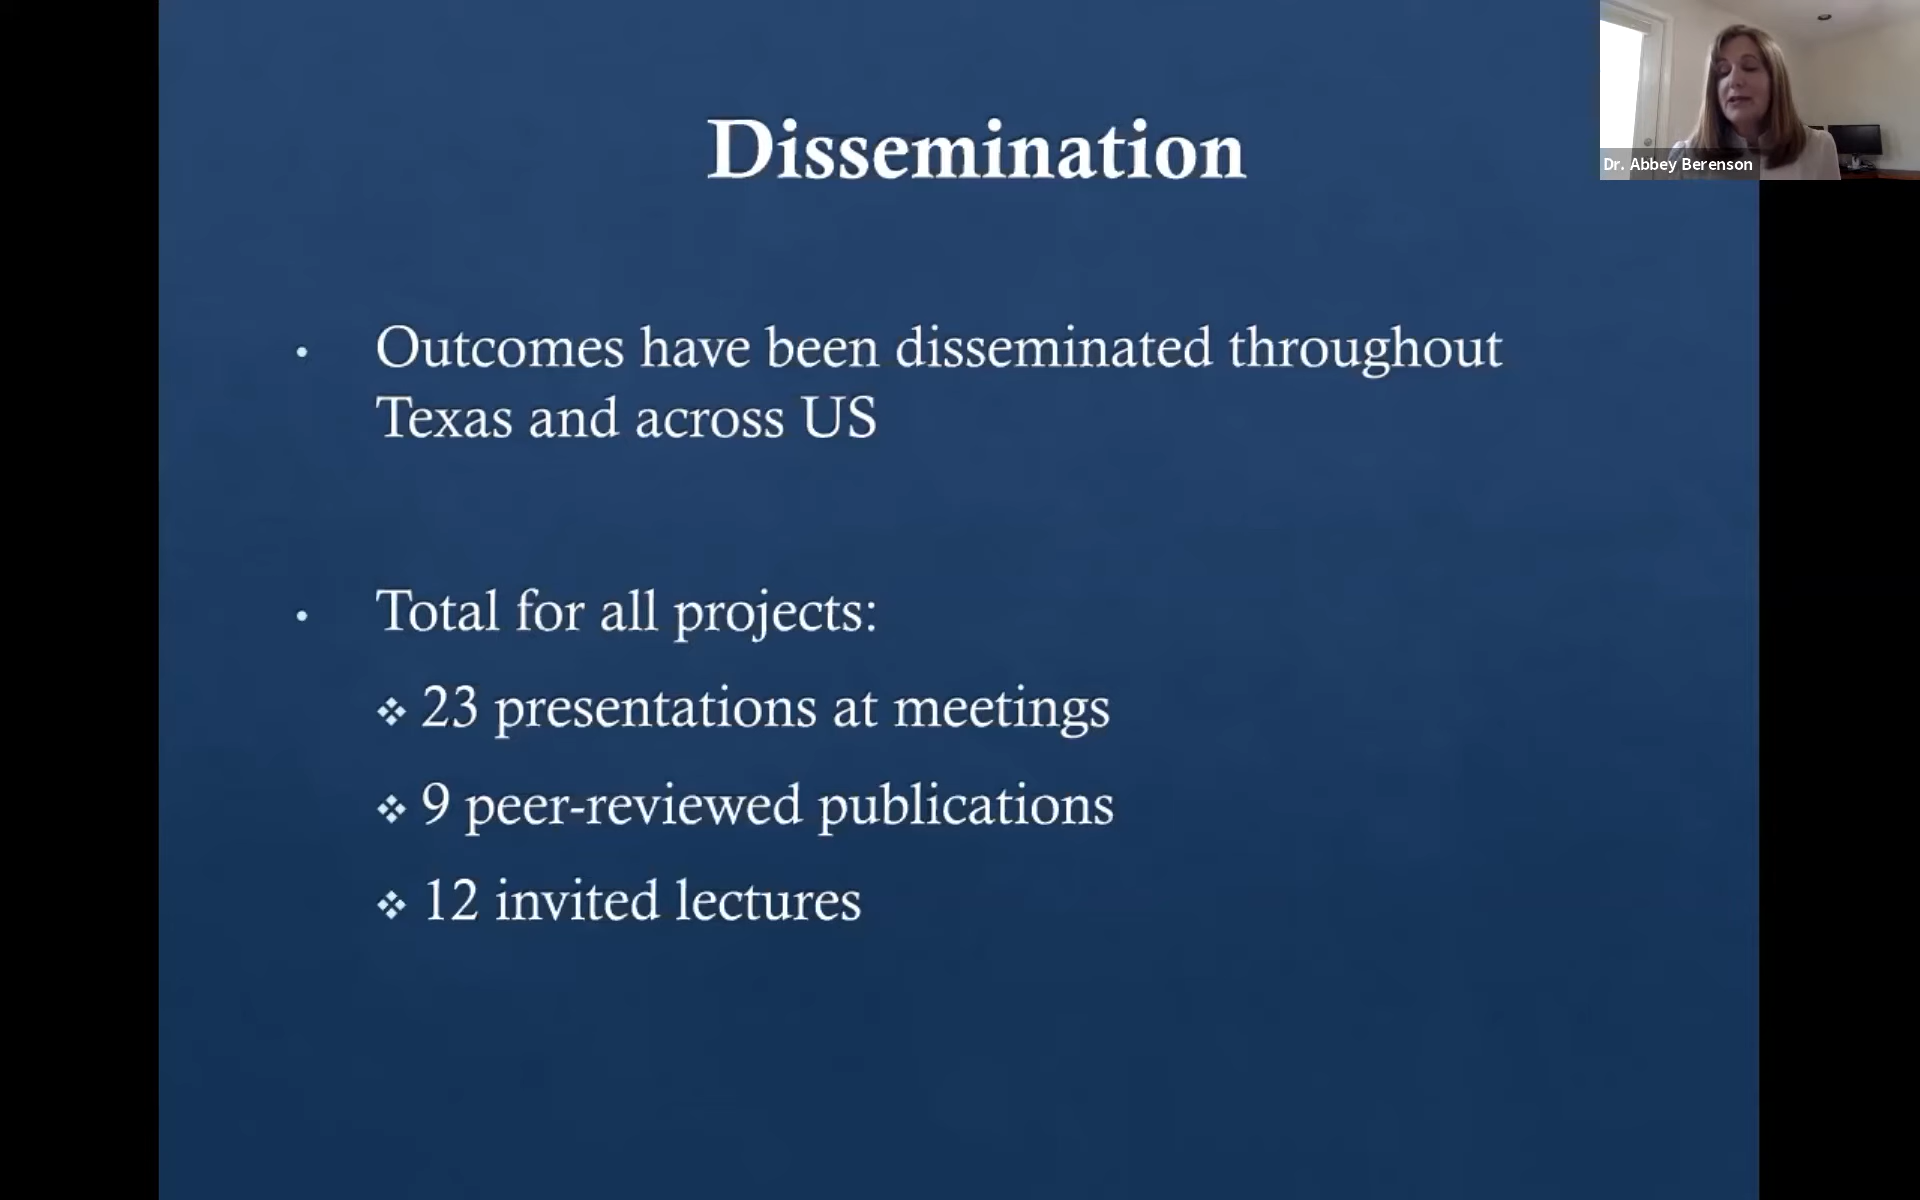 Dissemination
Dr. Abbey Berenson
• Outcomes have been disseminated throughout
Texas and across US
• Total for all projects:
❖ 23 presentations at meetings
❖ 9 peer-reviewed publications
❖ 12 invited lectures